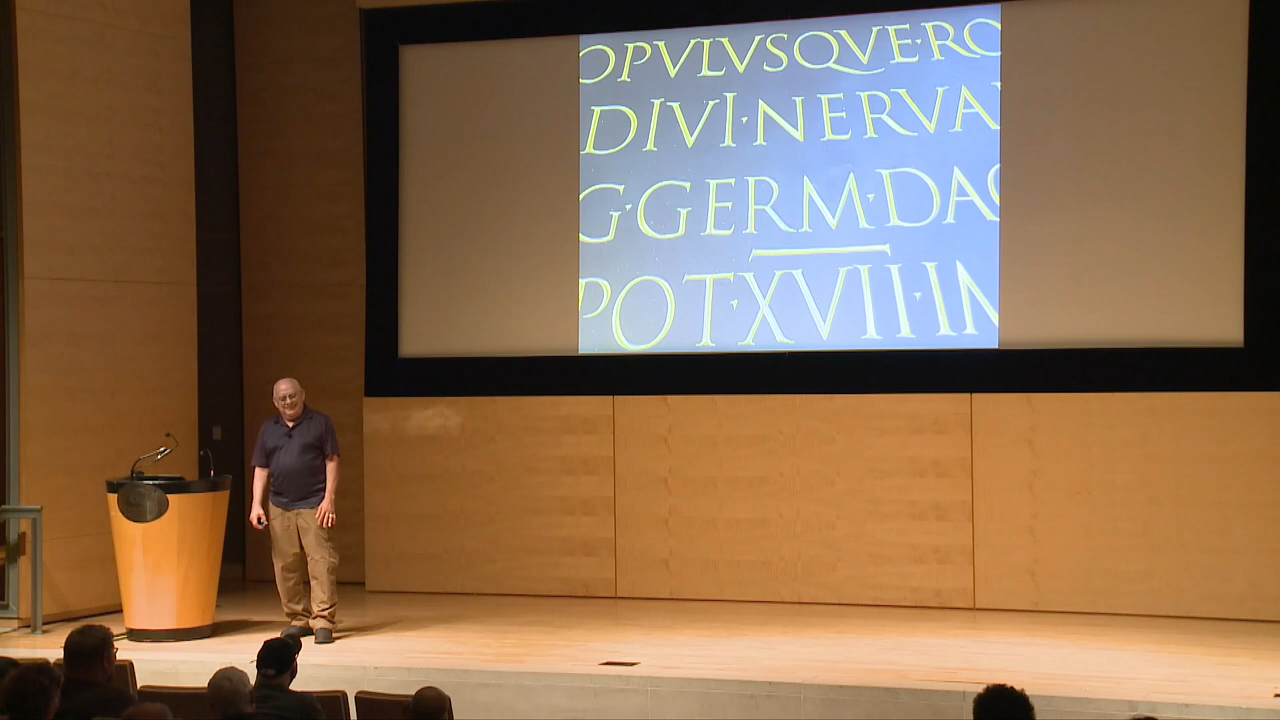 OPVLVSQVE·RO
DIVI·NERVA
G·GERM·DAC
POT·XVII·IM